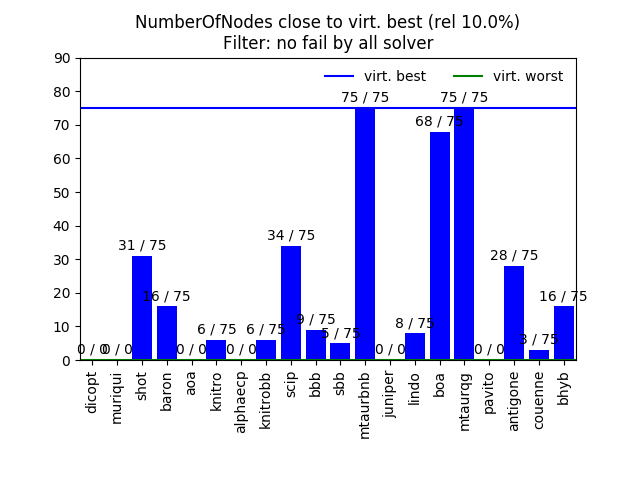 NumberOfNodes close to virt. best (rel 10.0%)
Filter: no fail by all solver
virt. best
virt. worst
90
80
70
60
50
40
30
20
10
0
0 / 0
0 / 0
31 / 75
16 / 75
0 / 0
6 / 75
0 / 0
6 / 75
34 / 75
9 / 75
5 / 75
75 / 75
0 / 0
8 / 75
68 / 75
75 / 75
0 / 0
28 / 75
3 / 75
16 / 75
dicopt
muriqui
shot
baron
aoa
knitro
alphaecp
knitrobb
scip
bbb
sbb
mtaurbnb
juniper
lindo
boa
mtaurqg
pavito
antigone
couenne
bhyb